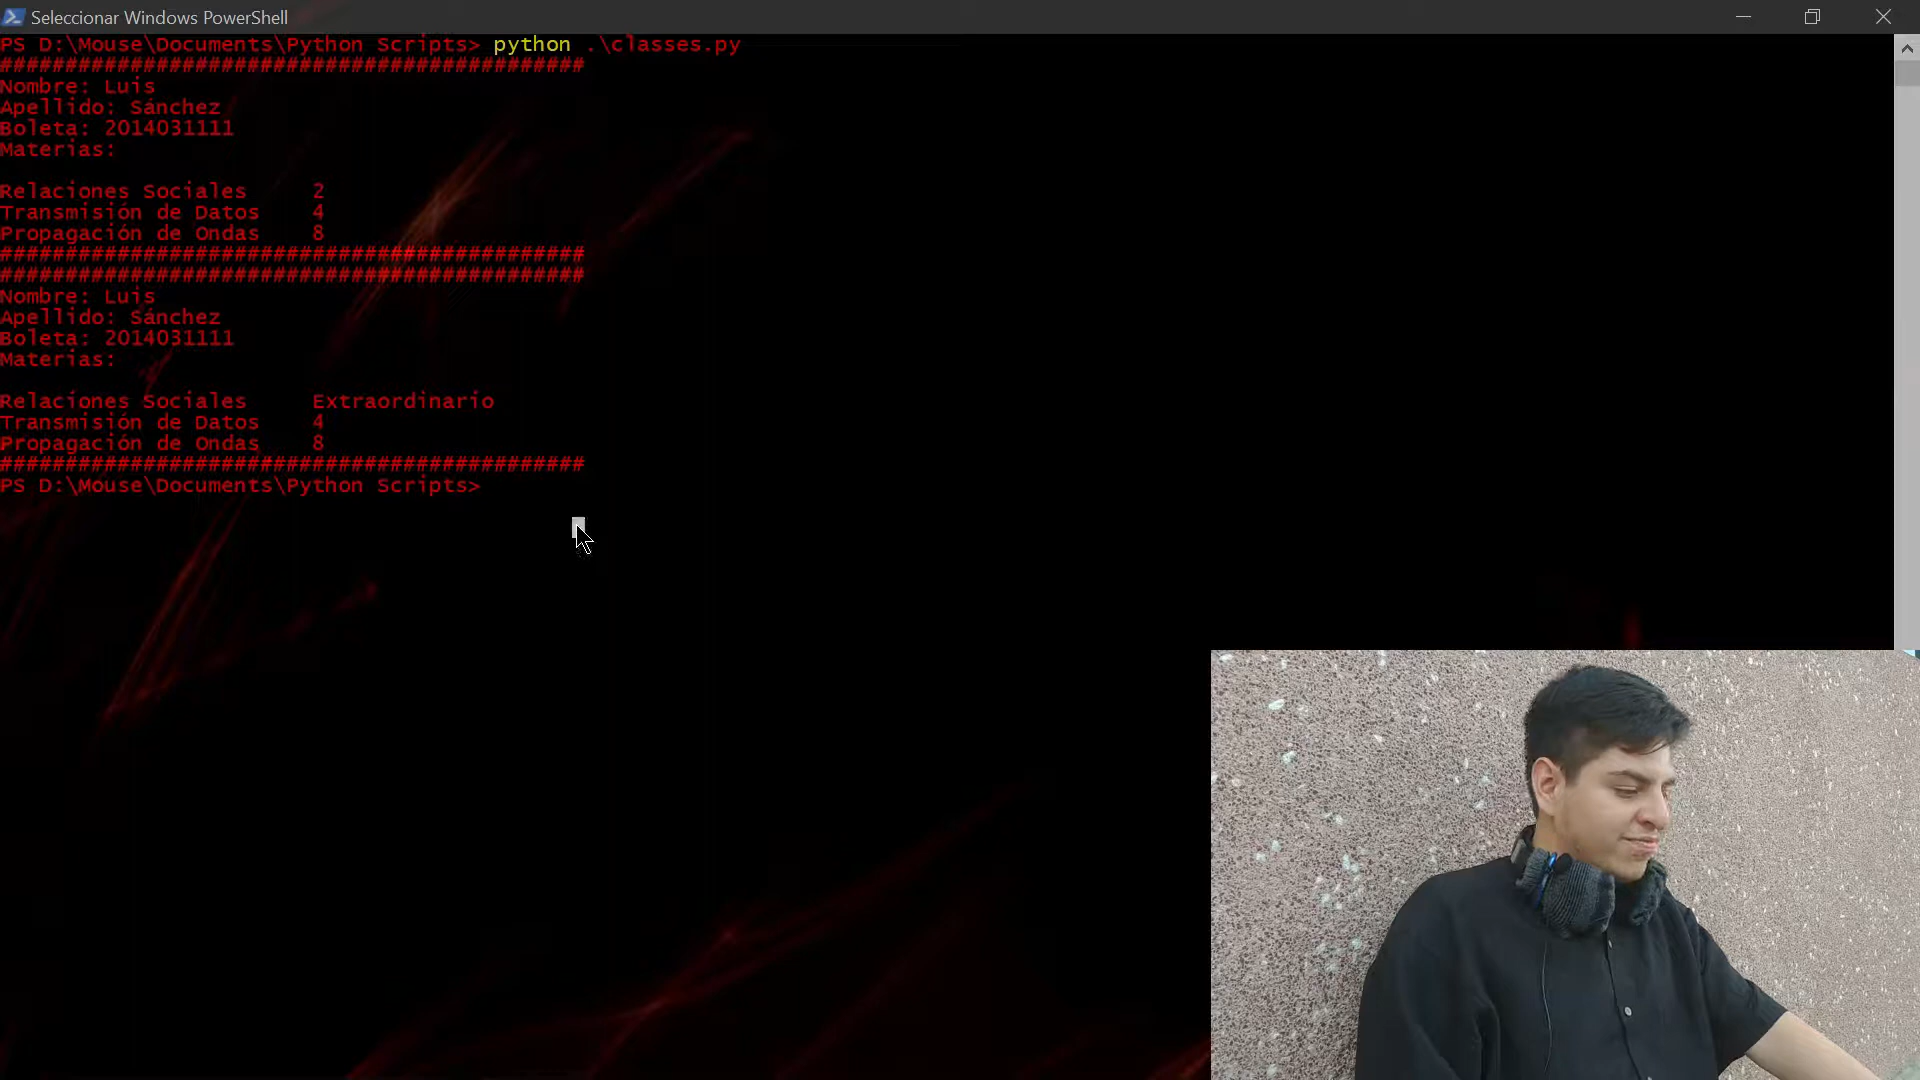 Seleccionar Windows PowerShell
PS D:\Mouse\Documents\Python Scripts> python .\classes.py
#############################################
Nombre: Luis
Apellido: Sánchez
Boleta: 2014031111
Materias:
Relaciones Sociales     2
Transmisión de Datos    4
Propagación de Ondas    8
#############################################
#############################################
Nombre: Luis
Apellido: Sánchez
Boleta: 2014031111
Materias:
Relaciones Sociales     Extraordinario
Transmisión de Datos    4
Propagación de Ondas    8
#############################################
PS D:\Mouse\Documents\Python Scripts>